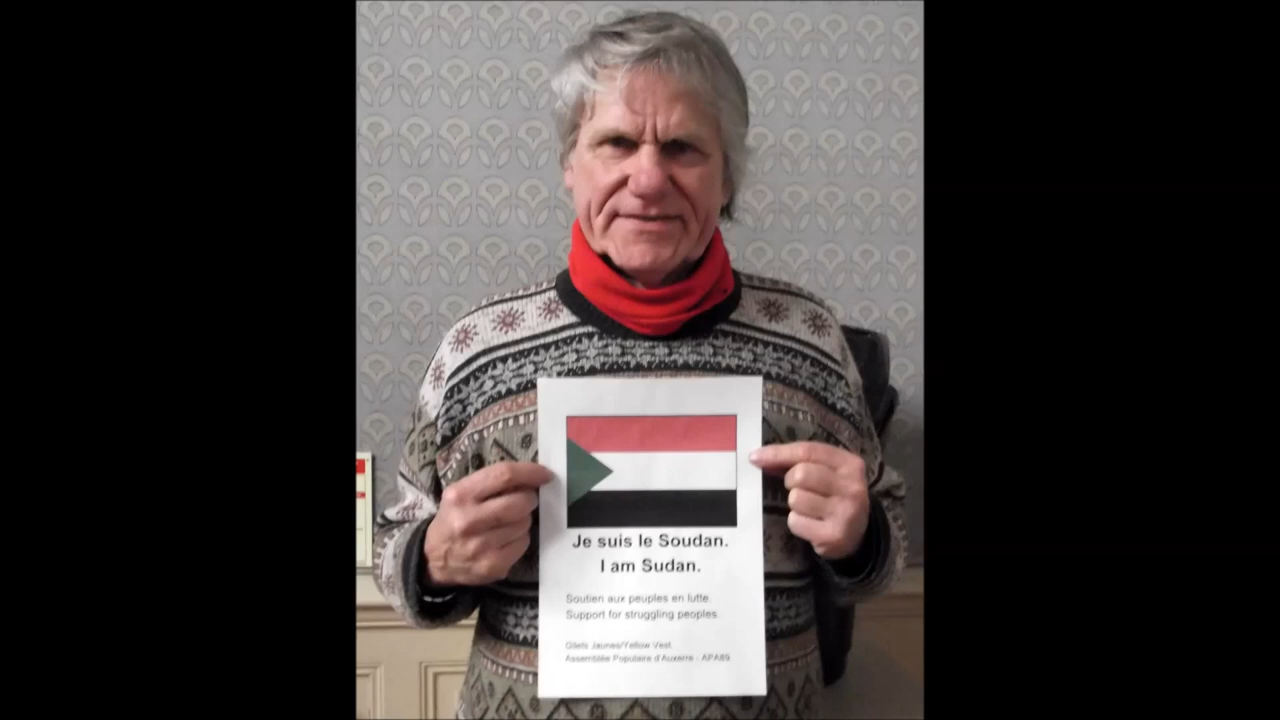 Je suis le Soudan.
I am Sudan.
Soutien aux peuples en lutte.
Support for struggling peoples.
Gilets Jaunes/Yellow Vest.
Assemblée Populaire d'Auxerre - APA89